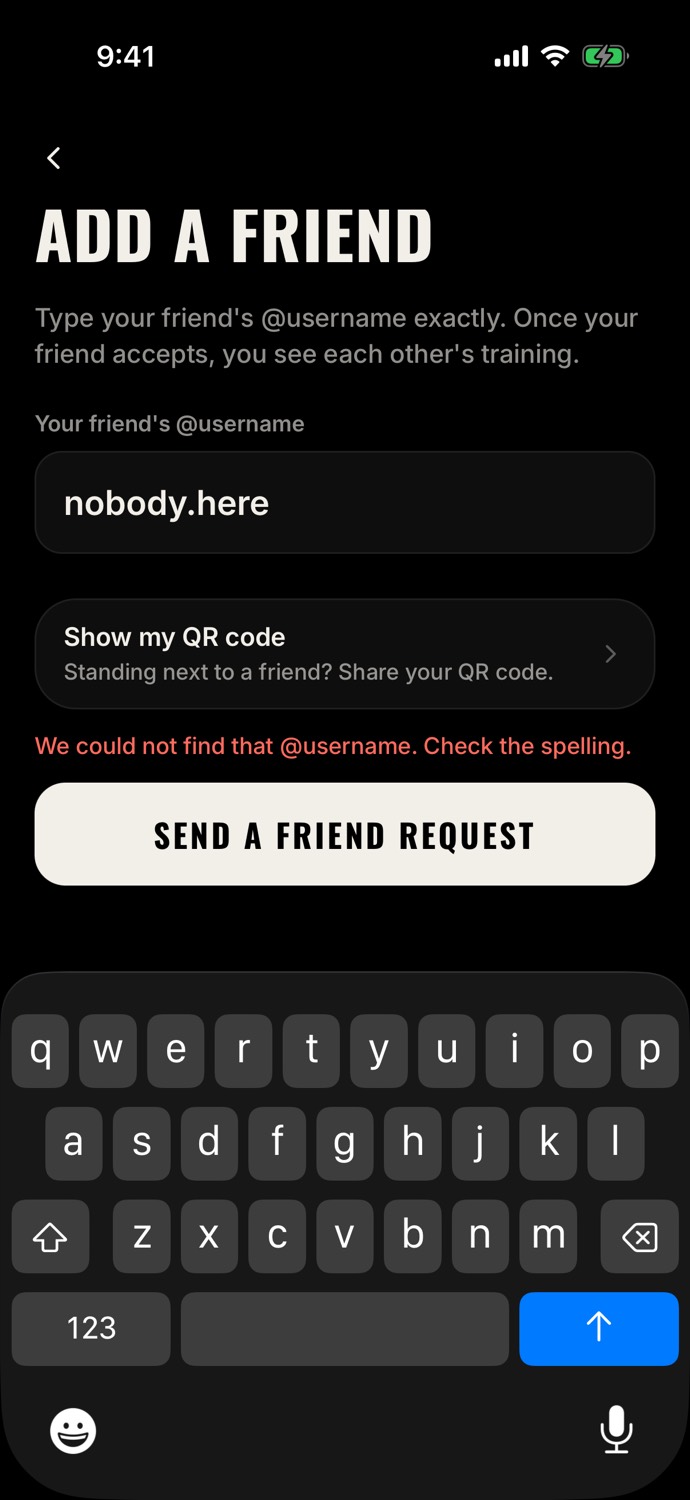 9:41
ADD A FRIEND
Type your friend's @username exactly. Once your
friend accepts, you see each other's training.
Your friend's @username
nobody.here
Show my QR code
Standing next to a friend? Share your QR code.
We could not find that @username. Check the spelling.
SEND A FRIEND REQUEST
q w e r t y u i o p
a s d f g h j k l
z x c v b n m
123